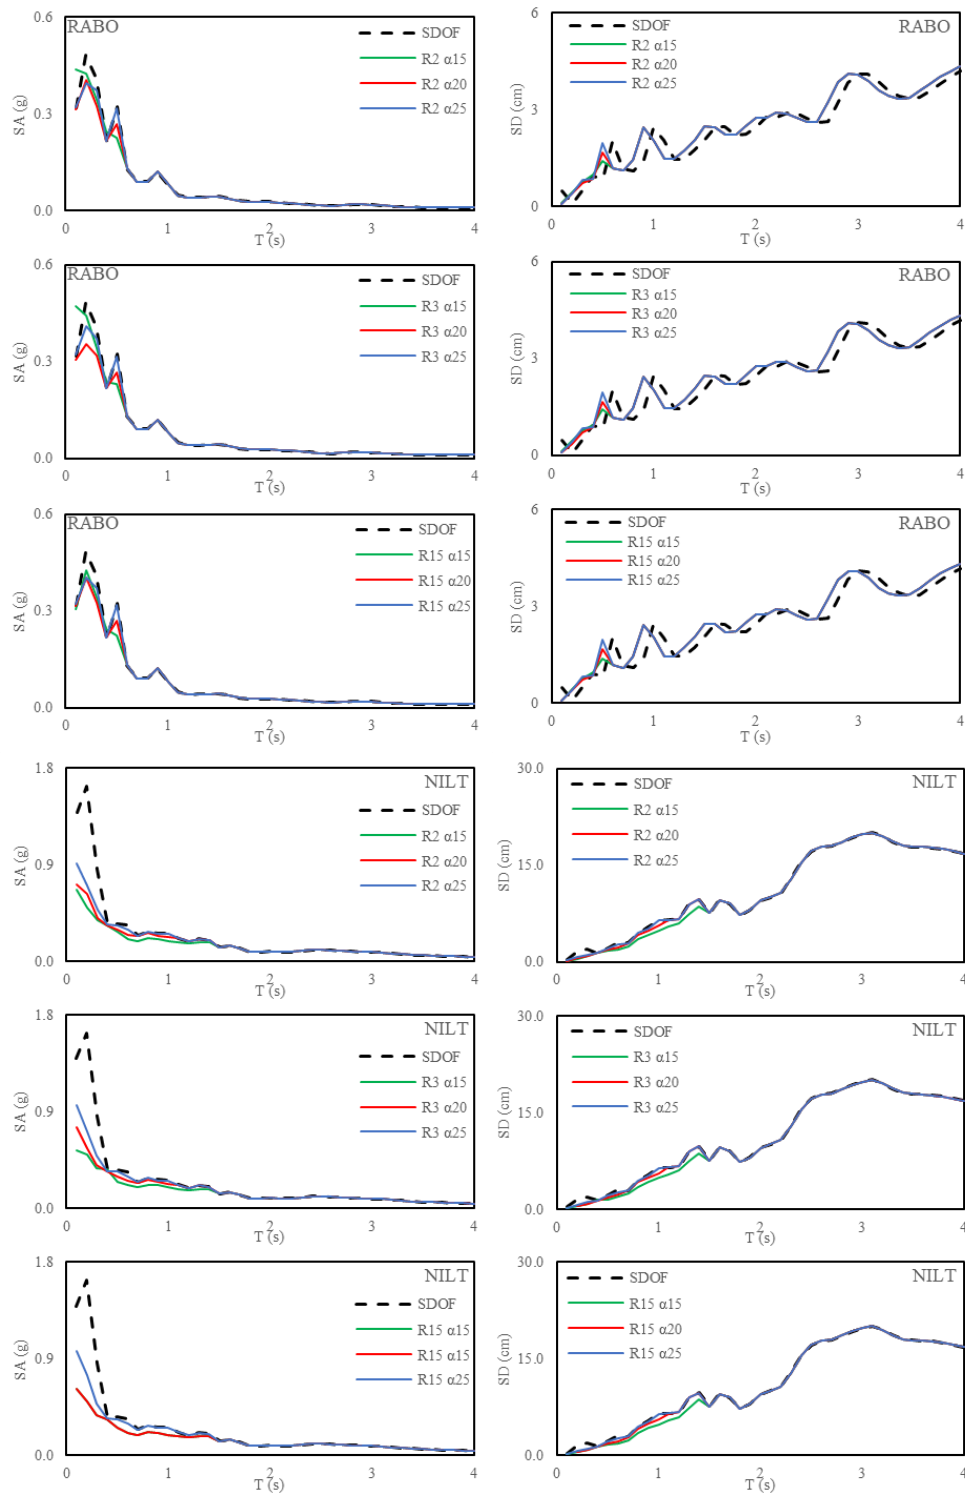 RABO
SDOF
R2 α15
R2 α20
R2 α25
0.6
0.3
0.0
SA (g)
0 1 2 3 4
T (s)
RABO
SDOF
R2 α15
R2 α20
R2 α25
6
3
0
SD (cm)
0 1 2 3 4
T (s)
RABO
SDOF
R3 α15
R3 α20
R3 α25
0.6
0.3
0.0
SA (g)
0 1 2 3 4
T (s)
RABO
SDOF
R3 α15
R3 α20
R3 α25
6
3
0
SD (cm)
0 1 2 3 4
T (s)
RABO
SDOF
R15 α15
R15 α20
R15 α25
0.6
0.3
0.0
SA (g)
0 1 2 3 4
T (s)
RABO
SDOF
R15 α15
R15 α20
R15 α25
6
3
0
SD (cm)
0 1 2 3 4
T (s)
NILT
SDOF
R2 α15
R2 α20
R2 α25
1.8
0.9
0.0
SA (g)
0 1 2 3 4
T (s)
NILT
SDOF
R2 α15
R2 α20
R2 α25
30.0
15.0
0.0
SD (cm)
0 1 2 3 4
T (s)
NILT
SDOF
R3 α15
R3 α20
R3 α25
1.8
0.9
0.0
SA (g)
0 1 2 3 4
T (s)
NILT
SDOF
R3 α15
R3 α20
R3 α25
30.0
15.0
0.0
SD (cm)
0 1 2 3 4
T (s)
NILT
SDOF
R15 α15
R15 α15
R15 α25
1.8
0.9
0.0
SA (g)
0 1 2 3 4
T (s)
NILT
SDOF
R15 α15
R15 α20
R15 α25
30.0
15.0
0.0
SD (cm)
0 1 2 3 4
T (s)